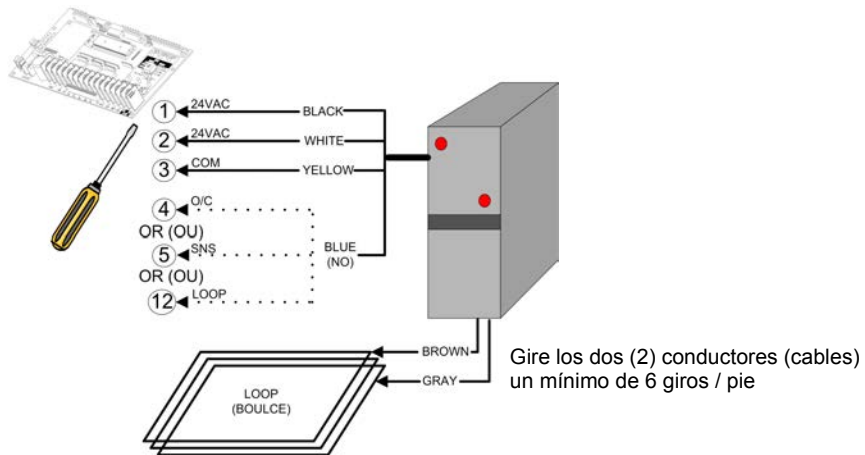 1 24VAC BLACK
2 24VAC WHITE
3 COM YELLOW
4 O/C
OR (OU)
5 SNS
BLUE
(NO)
OR (OU)
12 LOOP
BROWN
GRAY
LOOP
(BOULCE)
Gire los dos (2) conductores (cables)
un mínimo de 6 giros / pie